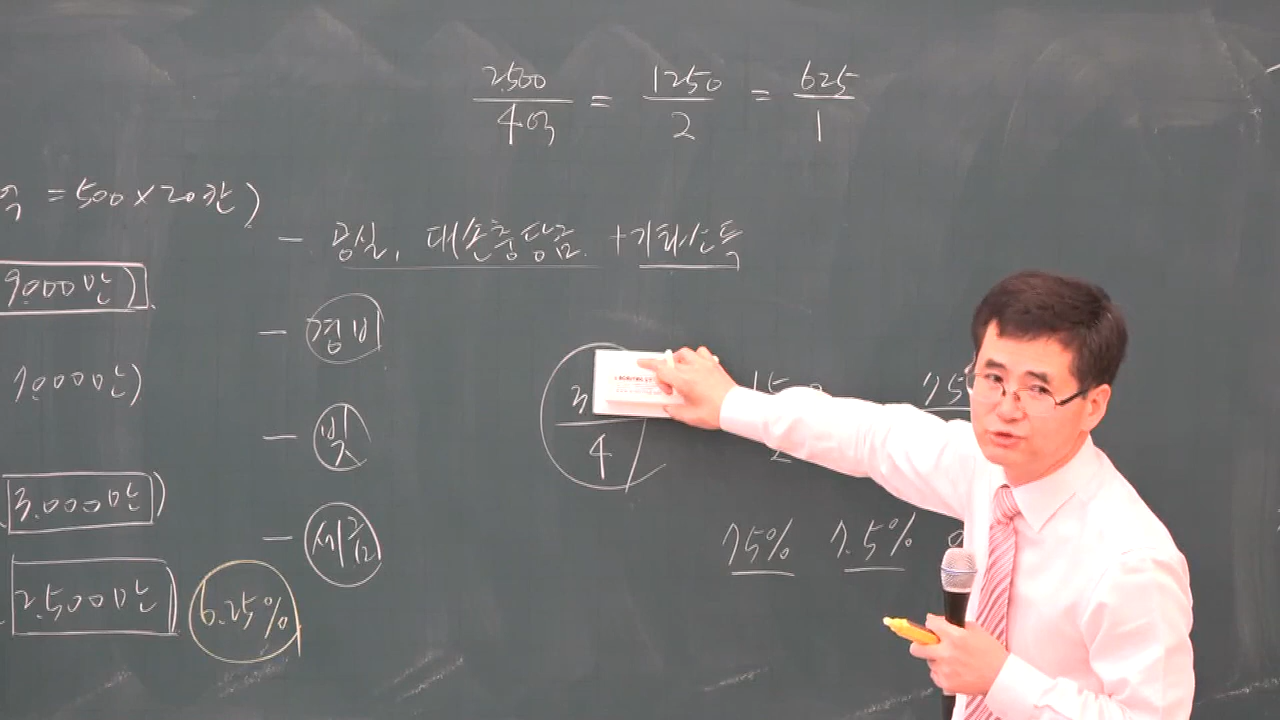 2500/4억 = 1250/2 = 625/1
억 = 500 × 20칸)
- 공실, 대손충당금 + 기타소득
9000만)
- 경비
1,000만)
3/4
- 빚
3.000만)
- 세금
75% 7.5%
2.500만) 6.25%